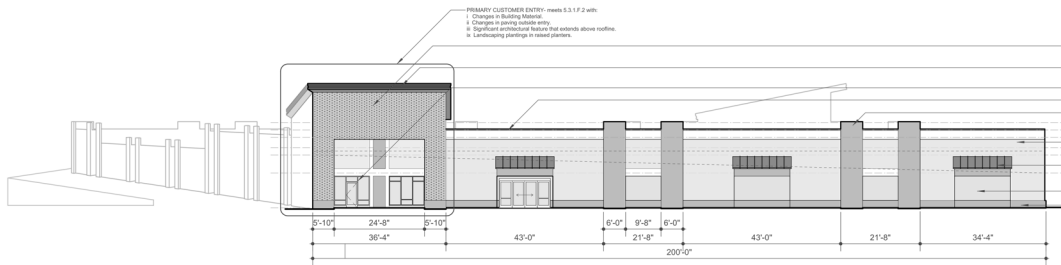 PRIMARY CUSTOMER ENTRY- meets 5.3.1.F.2 with:
i Changes in Building Material.
ii Changes in paving outside entry.
iii Significant architectural feature that extends above roofline.
ix Landscaping plantings in raised planters.
5'-10" 24'-8" 5'-10" 6'-0" 9'-8" 6'-0"
36'-4" 43'-0" 21'-8" 43'-0" 21'-8" 34'-4"
200'-0"